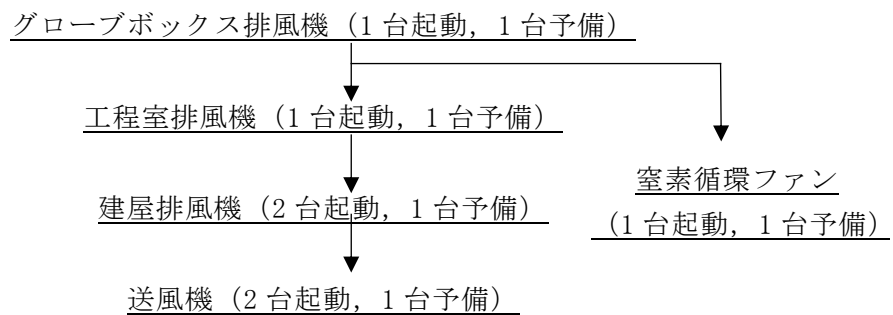 グローブボックス排風機（1 台起動，1 台予備）
工程室排風機（1 台起動，1 台予備）
建屋排風機（2 台起動，1 台予備）
送風機（2 台起動，1 台予備）
窒素循環ファン
（1 台起動，1 台予備）